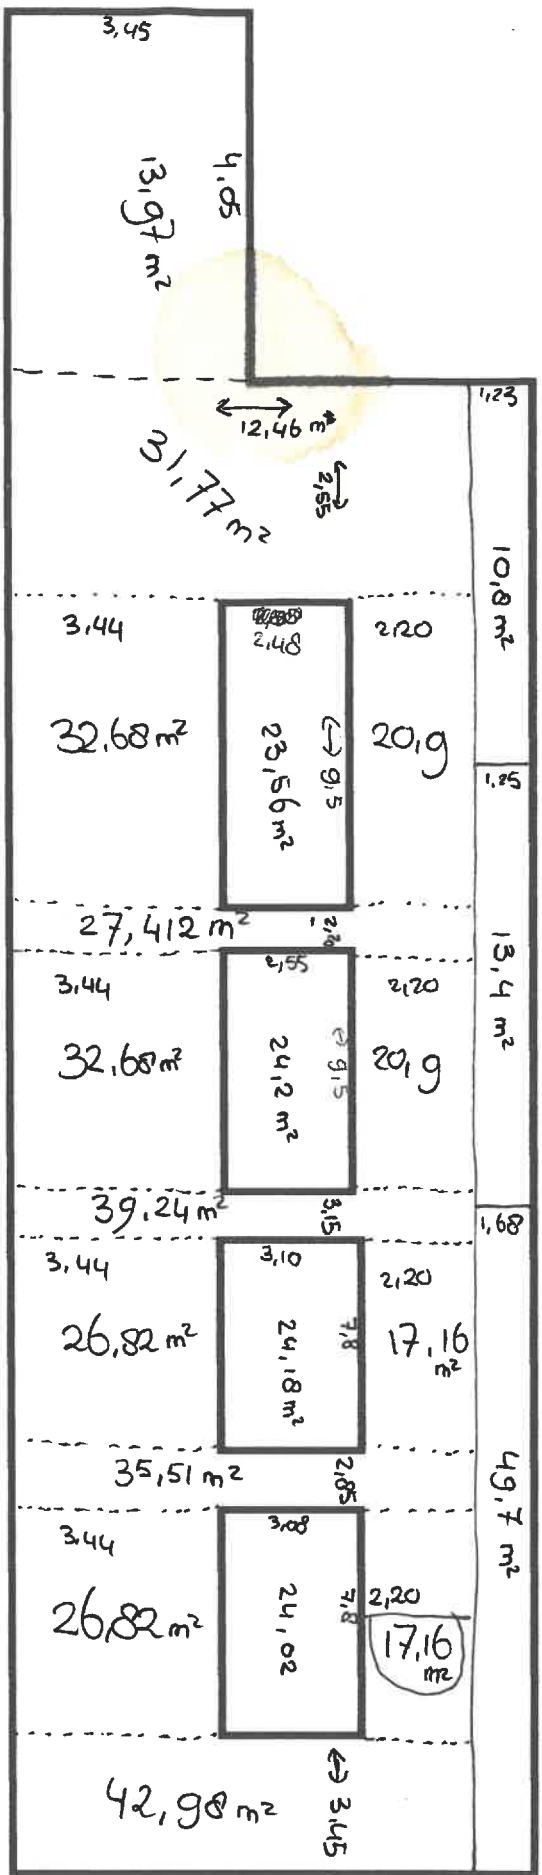 3,45
4,05
13,97 m²
1,23
12,46 m²
2,55
31,77 m²
10,8 m²
3,44
2,48
2,20
32,68 m²
23,56 m²
9,5
20,9
1,25
27,412 m²
2,20
13,4 m²
3,44
2,55
2,20
32,68 m²
24,2 m²
9,5
20,9
39,24 m²
3,15
1,68
3,44
3,10
2,20
26,82 m²
24,18 m²
7,8
17,16 m²
35,51 m²
2,85
49,7 m²
3,44
3,08
2,20
26,82 m²
24,02
7,8
17,16 m²
42,98 m²
3,45